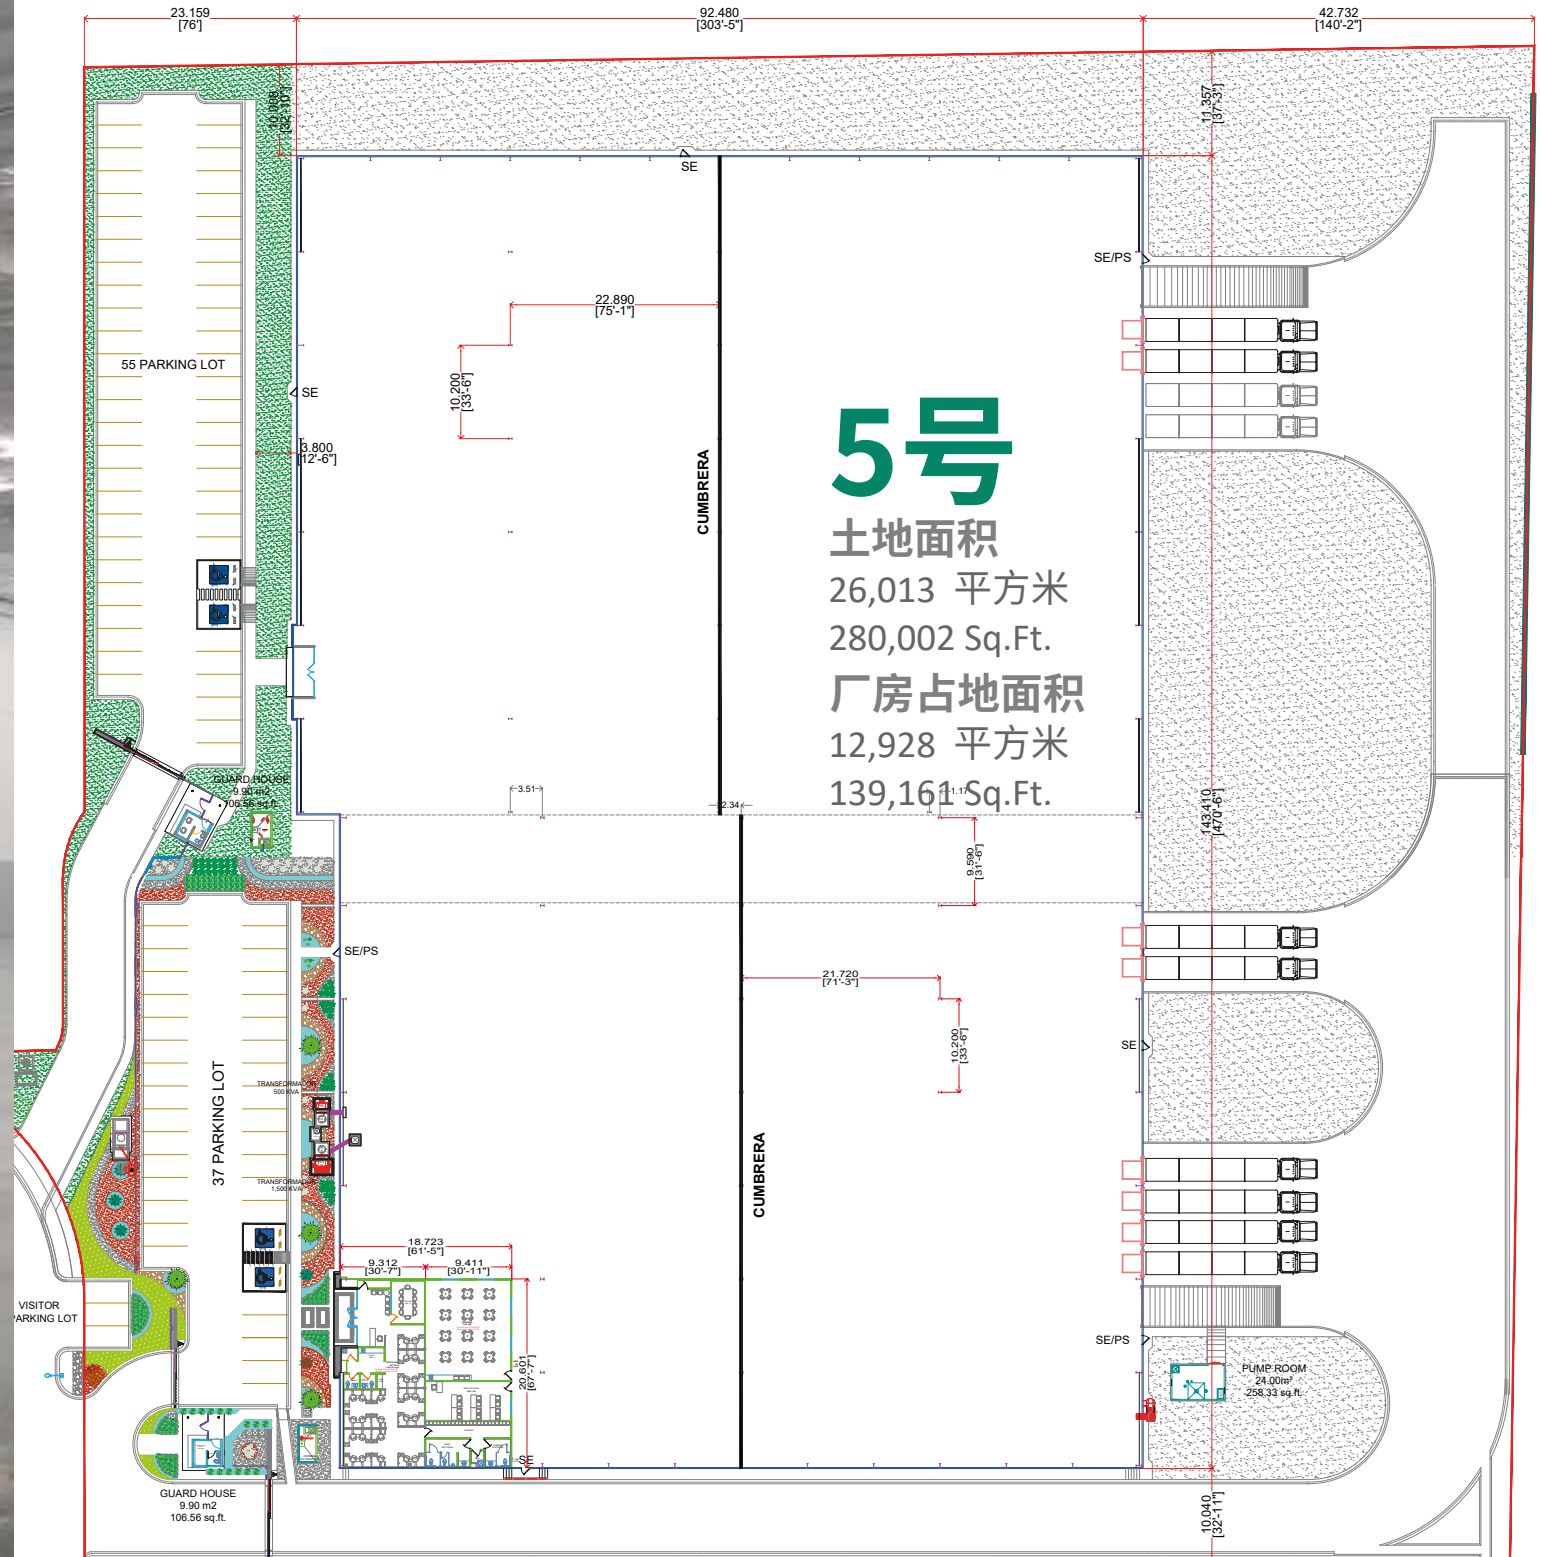 23.159
[76']
92.480
[303'-5"]
42.732
[140'-2"]
10.008
[32'-10"]
11.357
[37'-3"]
SE
SE/PS
22.890
[75'-1"]
10.200
[33'-6"]
55 PARKING LOT
SE
3.800
[12'-6"]
CUMBRERA
5号
土地面积
26,013 平方米
280,002 Sq.Ft.
厂房占地面积
12,928 平方米
139,161 Sq.Ft.
GUARD HOUSE
9.90 m2
106.56 sq.ft.
3.51
2.34
1.17
143.410
[470'-6"]
9.590
[31'-6"]
SE/PS
21.720
[71'-3"]
10.200
[33'-6"]
SE
37 PARKING LOT
TRANSFORMADOR
500 KVA
TRANSFORMADOR
1,500 KVA
CUMBRERA
18.723
[61'-5"]
9.312
[30'-7"]
9.411
[30'-11"]
20.601
[67'-7"]
VISITOR
PARKING LOT
SE/PS
PUMP ROOM
24.00m²
258.33 sq.ft.
SE
GUARD HOUSE
9.90 m2
106.56 sq.ft.
10.040
[32'-11"]